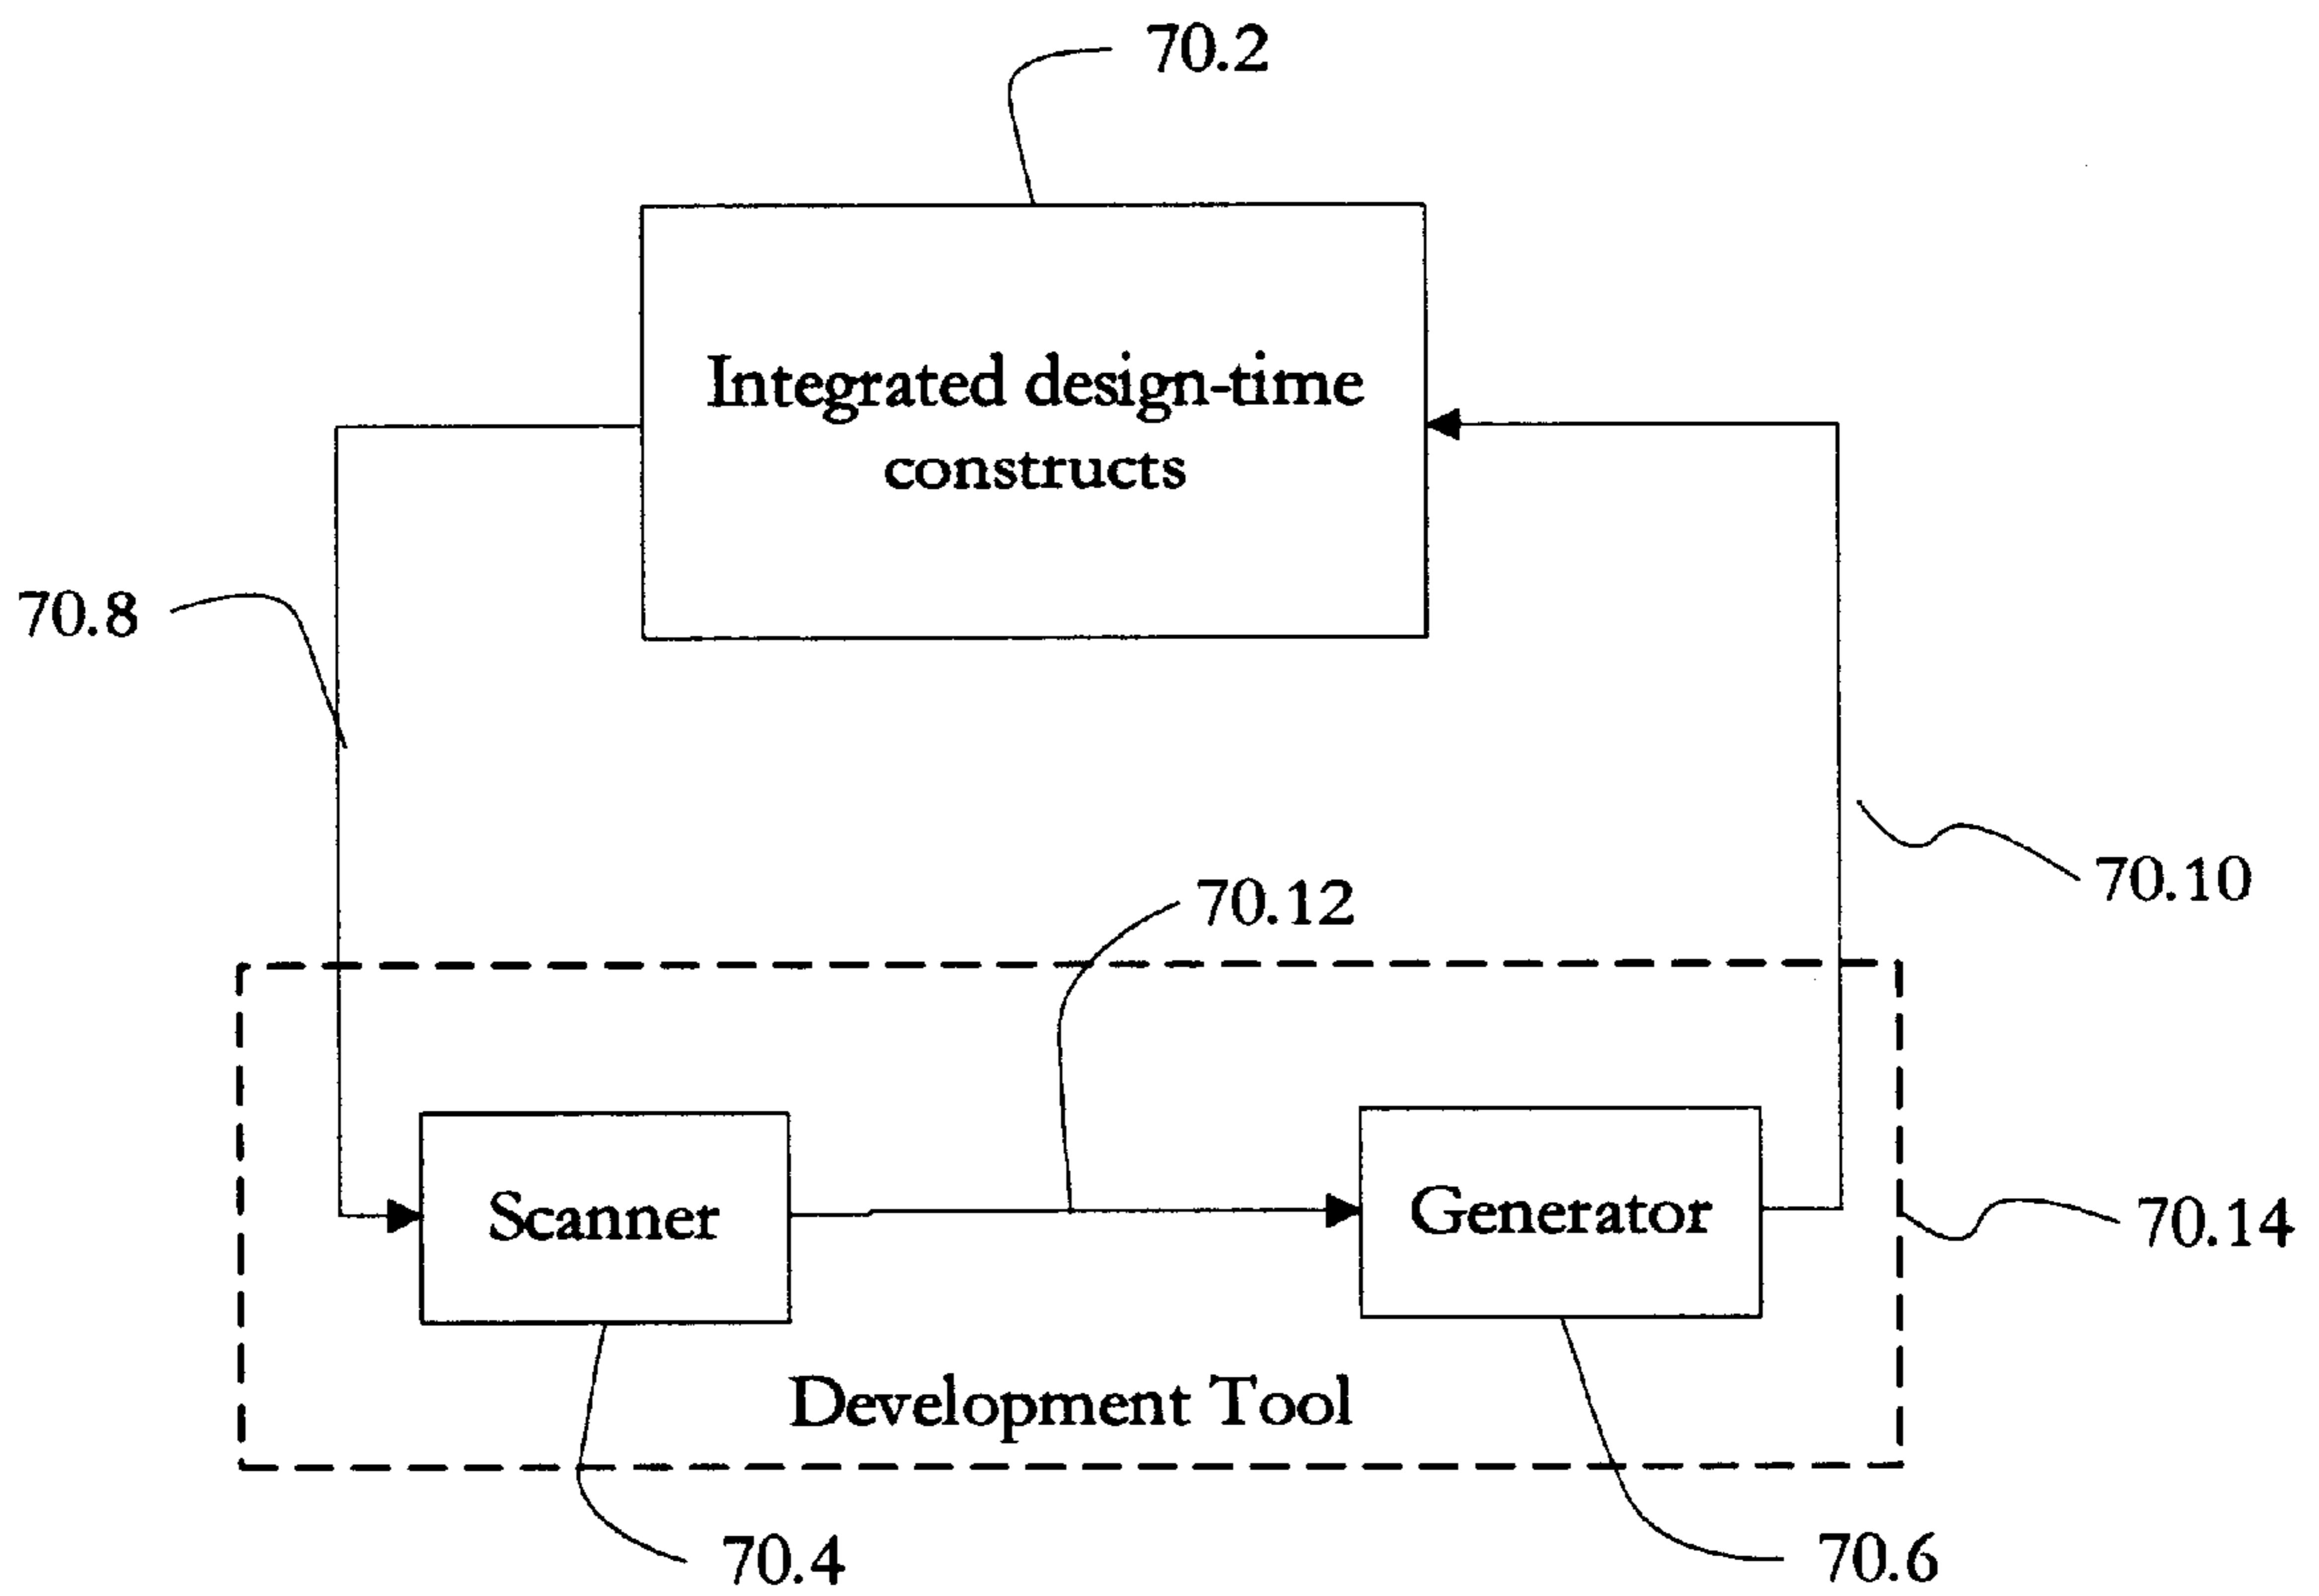 70.2
Integrated design-time
constructs
70.8
70.10
70.12
Scanner
Generator
70.14
Development Tool
70.4
70.6